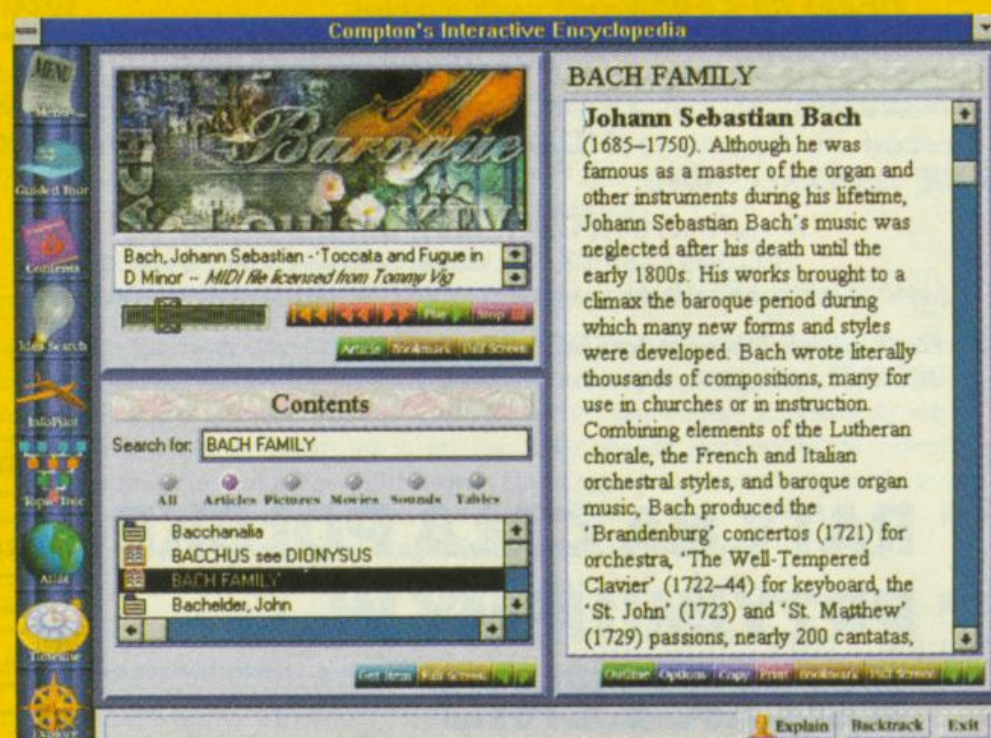 Compton's Interactive Encyclopedia
MENU
Menu
Guided Tour
Contents
Idea Search
InfoPilot
Topic Tree
Atlas
Timeline
Explore
Baroque
KEY
Bach, Johann Sebastian - 'Toccata and Fugue in
D Minor -- MIDI file licensed from Tommy Vig
Play Stop
Article Bookmark Full Screen
Contents
Search for: BACH FAMILY
All Articles Pictures Movies Sounds Tables
Bacchanalia
BACCHUS see DIONYSUS
BACH FAMILY
Bachelder, John
Get Item Full Screen
BACH FAMILY
Johann Sebastian Bach
(1685–1750). Although he was
famous as a master of the organ and
other instruments during his lifetime,
Johann Sebastian Bach's music was
neglected after his death until the
early 1800s. His works brought to a
climax the baroque period during
which many new forms and styles
were developed. Bach wrote literally
thousands of compositions, many for
use in churches or in instruction.
Combining elements of the Lutheran
chorale, the French and Italian
orchestral styles, and baroque organ
music, Bach produced the
'Brandenburg' concertos (1721) for
orchestra, 'The Well-Tempered
Clavier' (1722–44) for keyboard, the
'St. John' (1723) and 'St. Matthew'
(1729) passions, nearly 200 cantatas,
Outline Options Copy Print Bookmark Full Screen
Explain Backtrack Exit